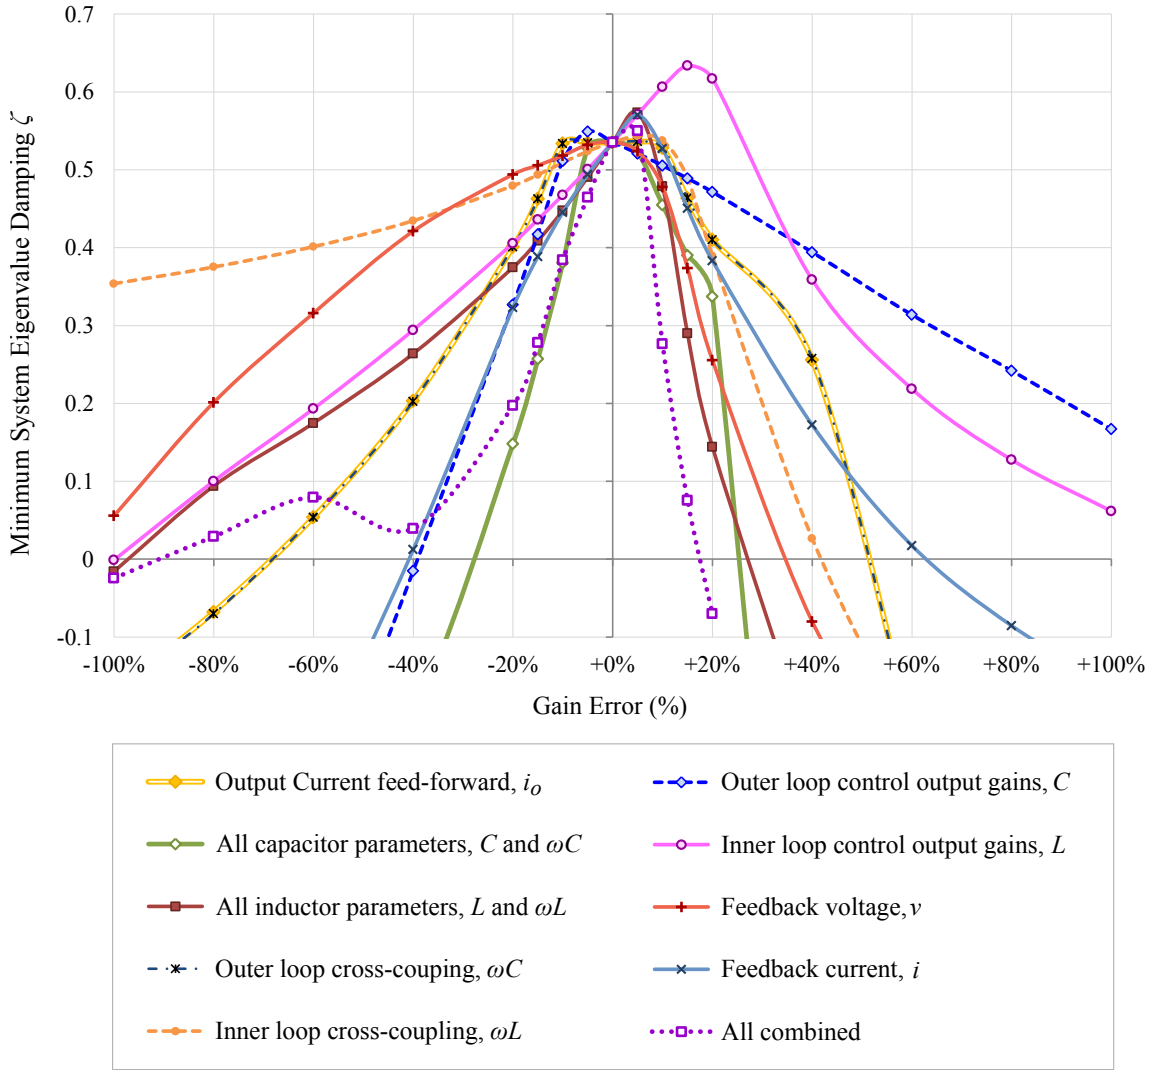 Minimum System Eigenvalue Damping ζ
0.7
0.6
0.5
0.4
0.3
0.2
0.1
0
-0.1
-100% -80% -60% -40% -20% +0% +20% +40% +60% +80% +100%
Gain Error (%)
Output Current feed-forward, io
Outer loop control output gains, C
All capacitor parameters, C and ωC
Inner loop control output gains, L
All inductor parameters, L and ωL
Feedback voltage, v
Outer loop cross-couping, ωC
Feedback current, i
Inner loop cross-coupling, ωL
All combined